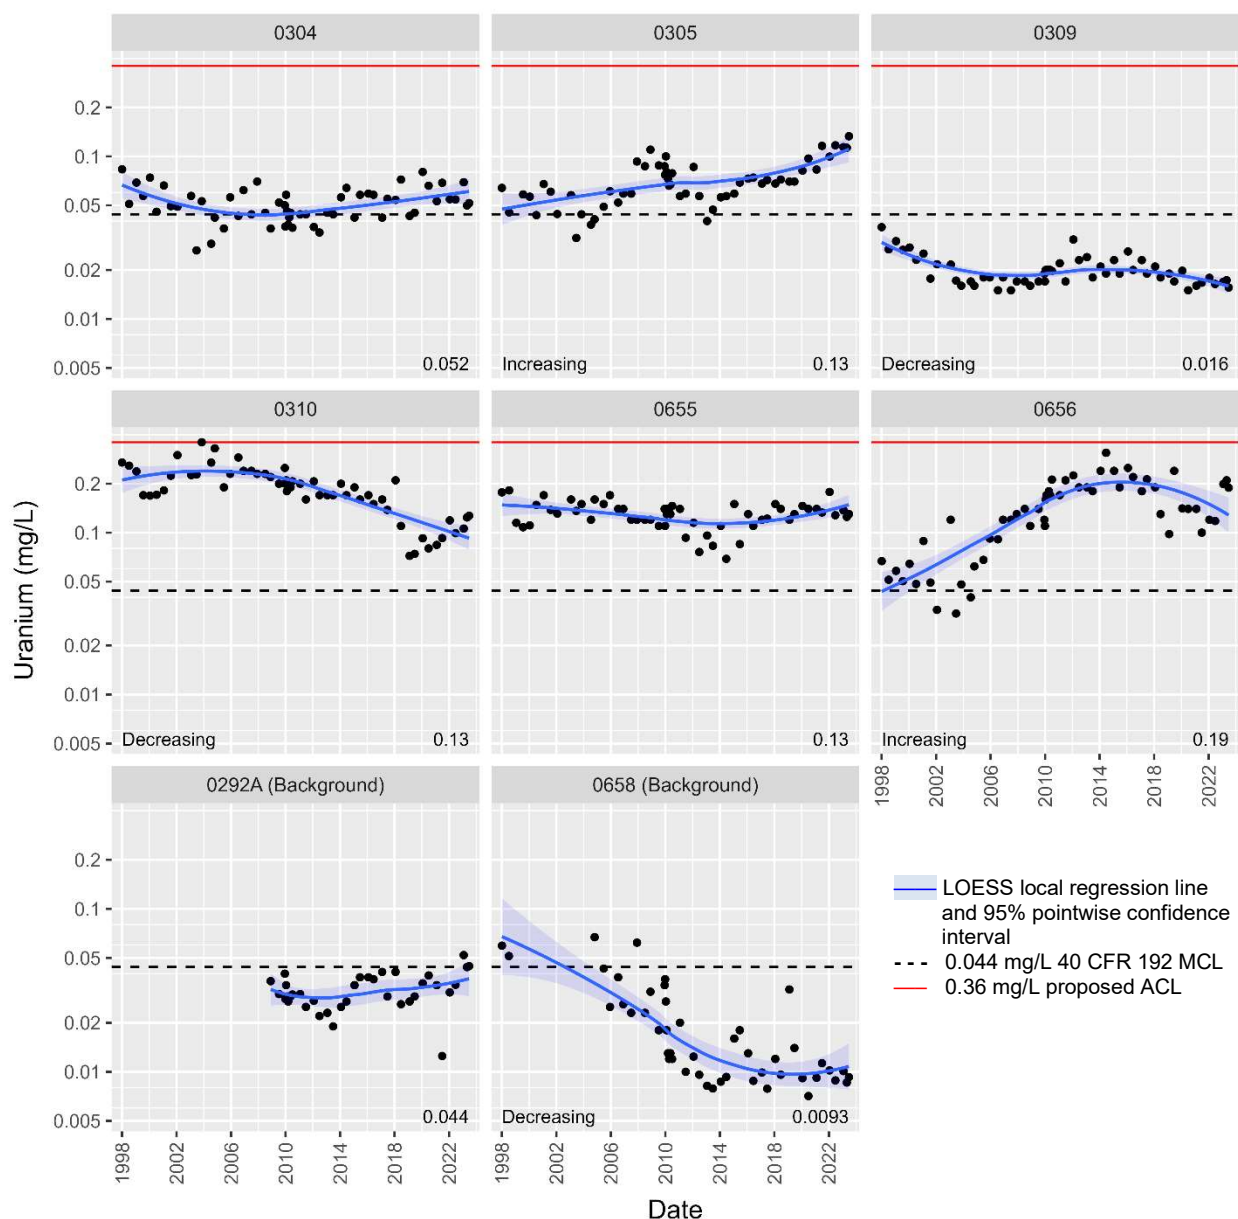 0304 0305 0309
0.2
0.1
0.05
0.02
0.01
0.005
0.052 Increasing 0.13 Decreasing 0.016
0310 0655 0656
0.2
0.1
0.05
0.02
0.01
0.005
Decreasing 0.13 0.13 Increasing 0.19
Uranium (mg/L)
1998 2002 2006 2010 2014 2018 2022
0292A (Background) 0658 (Background)
0.2
0.1
0.05
0.02
0.01
0.005
0.044 Decreasing 0.0093
1998 2002 2006 2010 2014 2018 2022 1998 2002 2006 2010 2014 2018 2022
Date
LOESS local regression line
and 95% pointwise confidence
interval
0.044 mg/L 40 CFR 192 MCL
0.36 mg/L proposed ACL